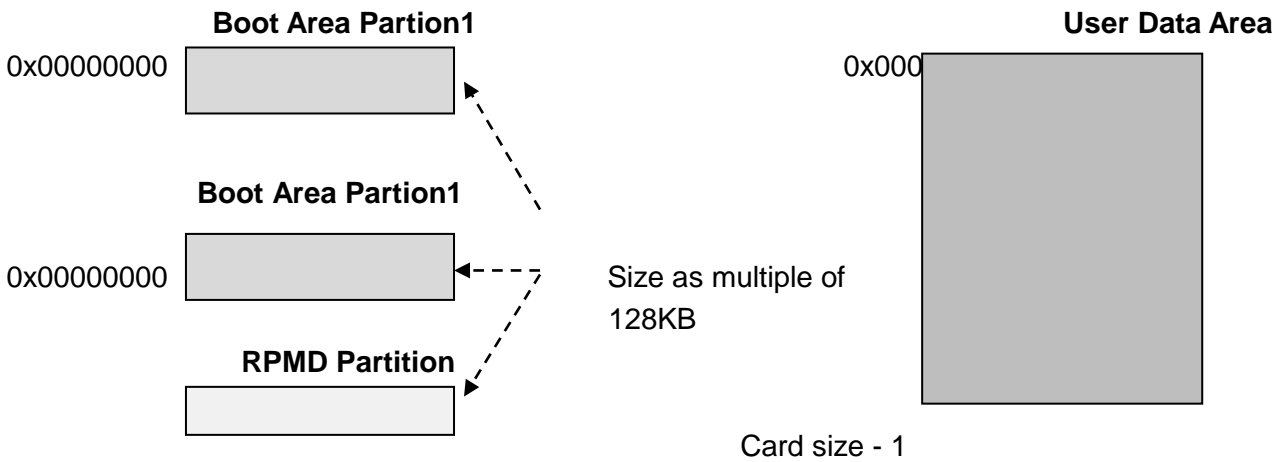 Boot Area Partion1
User Data Area
0x00000000
0x000
Boot Area Partion1
0x00000000
Size as multiple of
128KB
RPMD Partition
Card size - 1